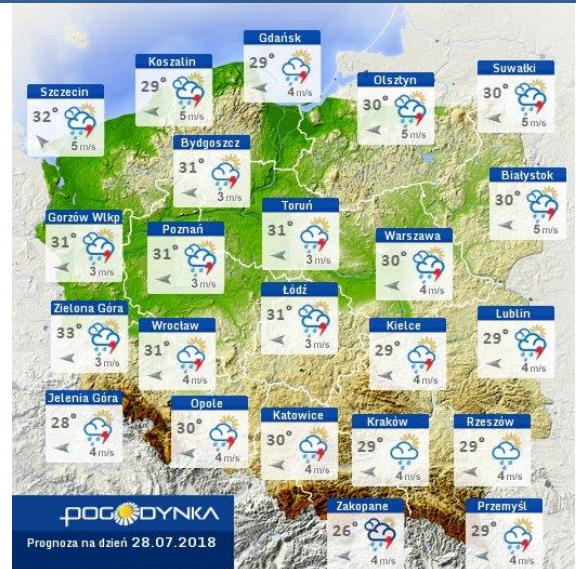 Gdańsk
29°
4 m/s
Koszalin
29°
5 m/s
Suwałki
30°
5 m/s
Olsztyn
30°
5 m/s
Szczecin
32°
5 m/s
Bydgoszcz
31°
3 m/s
Białystok
30°
5 m/s
Toruń
31°
3 m/s
Gorzów Wlkp
31°
3 m/s
Poznań
31°
3 m/s
Warszawa
30°
4 m/s
Łódź
31°
3 m/s
Zielona Góra
33°
3 m/s
Wrocław
31°
4 m/s
Kielce
29°
4 m/s
Lublin
29°
4 m/s
Jelenia Góra
28°
4 m/s
Opole
30°
4 m/s
Katowice
30°
4 m/s
Kraków
29°
4 m/s
Rzeszów
29°
4 m/s
Zakopane
26°
4 m/s
Przemyśl
29°
4 m/s
POGODYNKA
Prognoza na dzień 28.07.2018